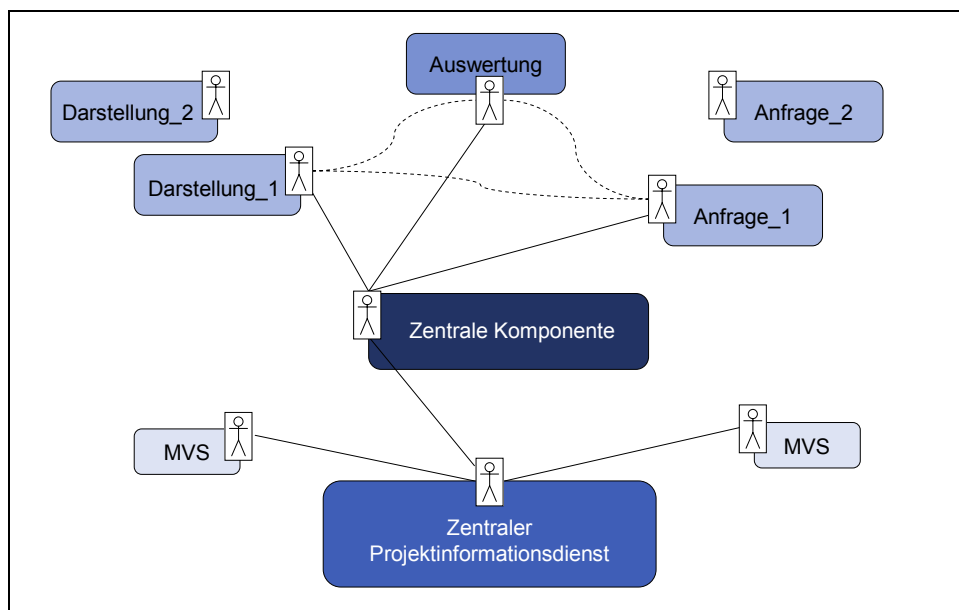 Auswertung
Darstellung_2
Anfrage_2
Darstellung_1
Anfrage_1
Zentrale Komponente
MVS
MVS
Zentraler
Projektinformationsdienst